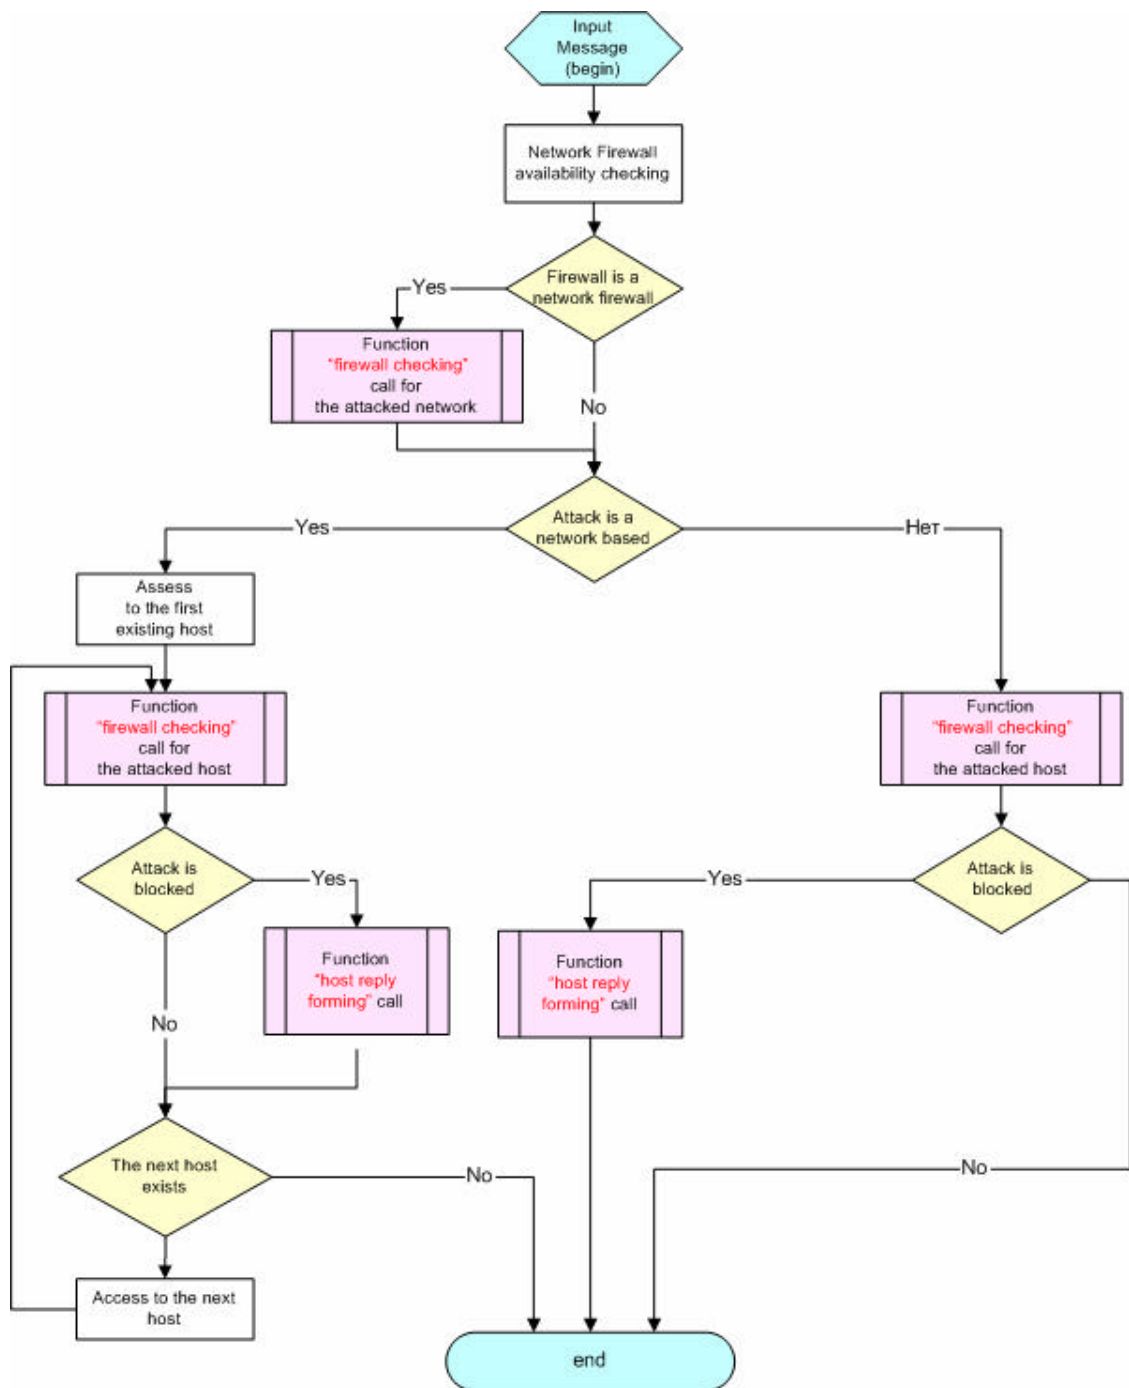 Input
Message
(begin)
Network Firewall
availability checking
Firewall is a
network firewall
Yes
Function
“firewall checking”
call for
the attacked network
No
Attack is a
network based
Yes
Нет
Assess
to the first
existing host
Function
“firewall checking”
call for
the attacked host
Function
“firewall checking”
call for
the attacked host
Attack is
blocked
Yes
Yes
Attack is
blocked
Function
“host reply
forming” call
Function
“host reply
forming” call
No
The next host
exists
No
No
Access to the next
host
end